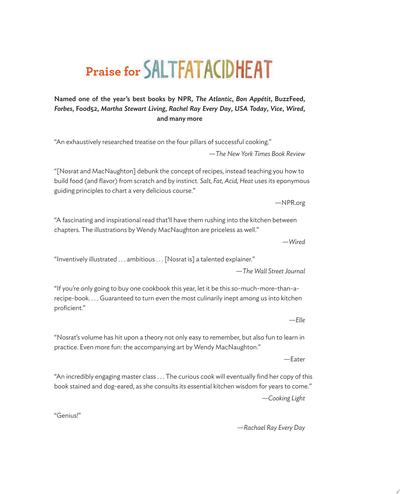 Praise for SALTFATACIDHEAT
Named one of the year's best books by NPR, The Atlantic, Bon Appétit, BuzzFeed,
Forbes, Food52, Martha Stewart Living, Rachel Ray Every Day, USA Today, Vice, Wired,
and many more
“An exhaustively researched treatise on the four pillars of successful cooking.”
—The New York Times Book Review
“[Nosrat and MacNaughton] debunk the concept of recipes, instead teaching you how to
build food (and flavor) from scratch and by instinct. Salt, Fat, Acid, Heat uses its eponymous
guiding principles to chart a very delicious course.”
—NPR.org
“A fascinating and inspirational read that'll have them rushing into the kitchen between
chapters. The illustrations by Wendy MacNaughton are priceless as well.”
—Wired
“Inventively illustrated . . . ambitious . . . [Nosrat is] a talented explainer.”
—The Wall Street Journal
“If you're only going to buy one cookbook this year, let it be this so-much-more-than-a-
recipe-book. . . . Guaranteed to turn even the most culinarily inept among us into kitchen
proficient.”
—Elle
“Nosrat's volume has hit upon a theory not only easy to remember, but also fun to learn in
practice. Even more fun: the accompanying art by Wendy MacNaughton.”
—Eater
“An incredibly engaging master class . . . The curious cook will eventually find her copy of this
book stained and dog-eared, as she consults its essential kitchen wisdom for years to come.”
—Cooking Light
“Genius!”
—Rachael Ray Every Day